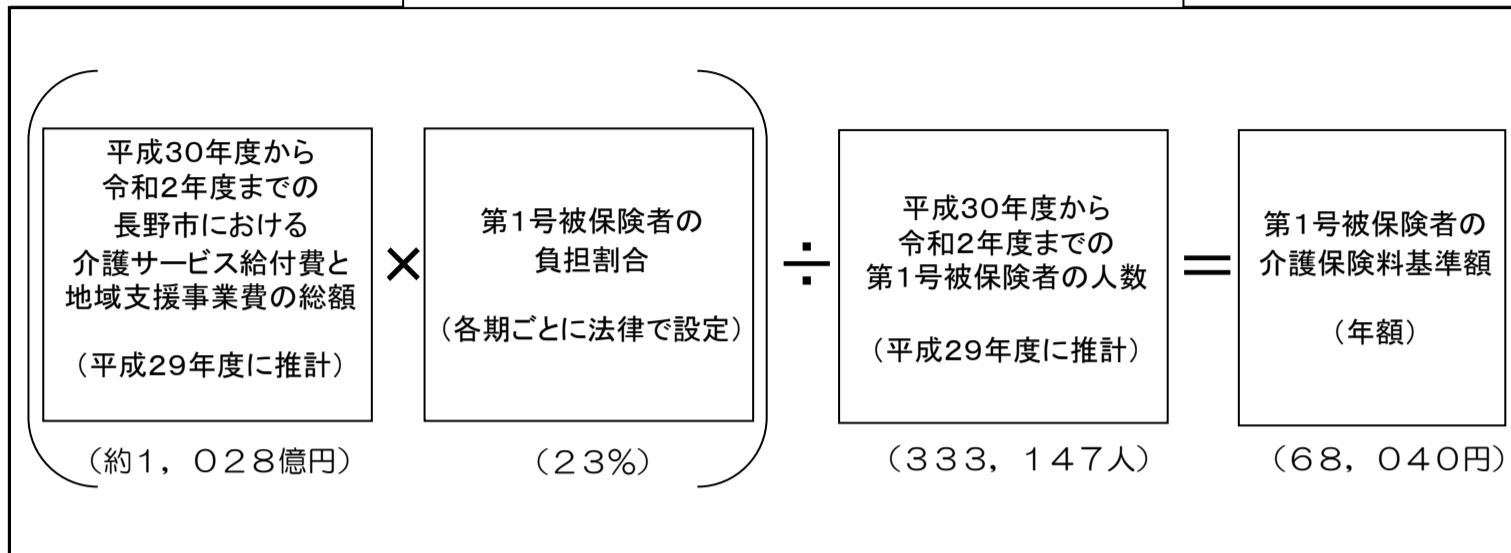 平成30年度から
令和2年度までの
長野市における
介護サービス給付費と
地域支援事業費の総額
（平成29年度に推計）
（約1，028億円）
×
第1号被保険者の
負担割合
（各期ごとに法律で設定）
（23%）
÷
平成30年度から
令和2年度までの
第1号被保険者の人数
（平成29年度に推計）
（333，147人）
＝
第1号被保険者の
介護保険料基準額
（年額）
（68，040円）